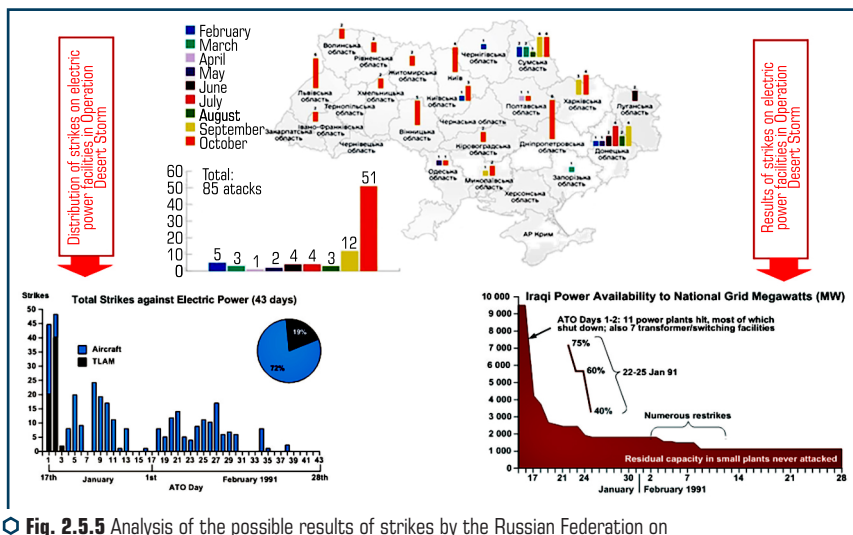 Distribution of strikes on electric
power facilities in Operation
Desert Storm
February
March
April
May
June
July
August
September
October
Total:
85 atacks
60
50
40
30
20
10
0
5
3
1
2
4
4
3
12
51
Волинська
область
Рівненська
область
Житомирська
область
Київ
Чернігівська
область
Сумська
область
Львівська
область
Хмельницька
область
Київська
область
Полтавська
область
Харківська
область
Луганська
область
Тернопільська
область
Закарпатська
область
Івано-Франківська
область
Чернівецька
область
Вінницька
область
Черкаська область
Кіровоградська
область
Дніпропетровська
область
Донецька
область
Одеська
область
Миколаївська
область
Запорізька
область
Херсонська
область
АР Крим
Results of strikes on electric
power facilities in Operation
Desert Storm
Strikes
Total Strikes against Electric Power (43 days)
50
45
40
35
30
25
20
15
10
5
0
Aircraft
TLAM
19%
72%
1 3 5 7 9 11 13 15 17 19 21 23 25 27 29 31 33 35 37 39 41 43
17th January 1st February 1991 28th
ATO Day
Iraqi Power Availability to National Grid Megawatts (MW)
10 000
9 000
8 000
7 000
6 000
5 000
4 000
3 000
2 000
1 000
0
ATO Days 1-2: 11 power plants hit, most of which
shut down; also 7 transformer/switching facilities
75%
60%
40%
22-25 Jan 91
Numerous restrikes
Residual capacity in small plants never attacked
17 21 24 30 2 7 14 21 28
January February 1991
Fig. 2.5.5 Analysis of the possible results of strikes by the Russian Federation on